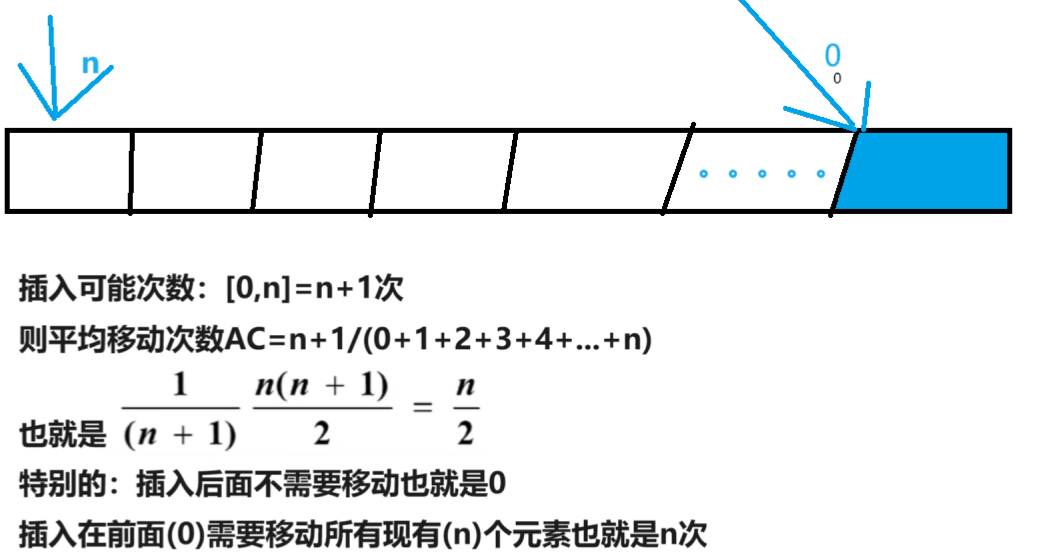 n
0
0
插入可能次数：[0,n]=n+1次
则平均移动次数AC=n+1/(0+1+2+3+4+...+n)
也就是 1/(n + 1) n(n + 1)/2 = n/2
特别的：插入后面不需要移动也就是0
插入在前面(0)需要移动所有现有(n)个元素也就是n次